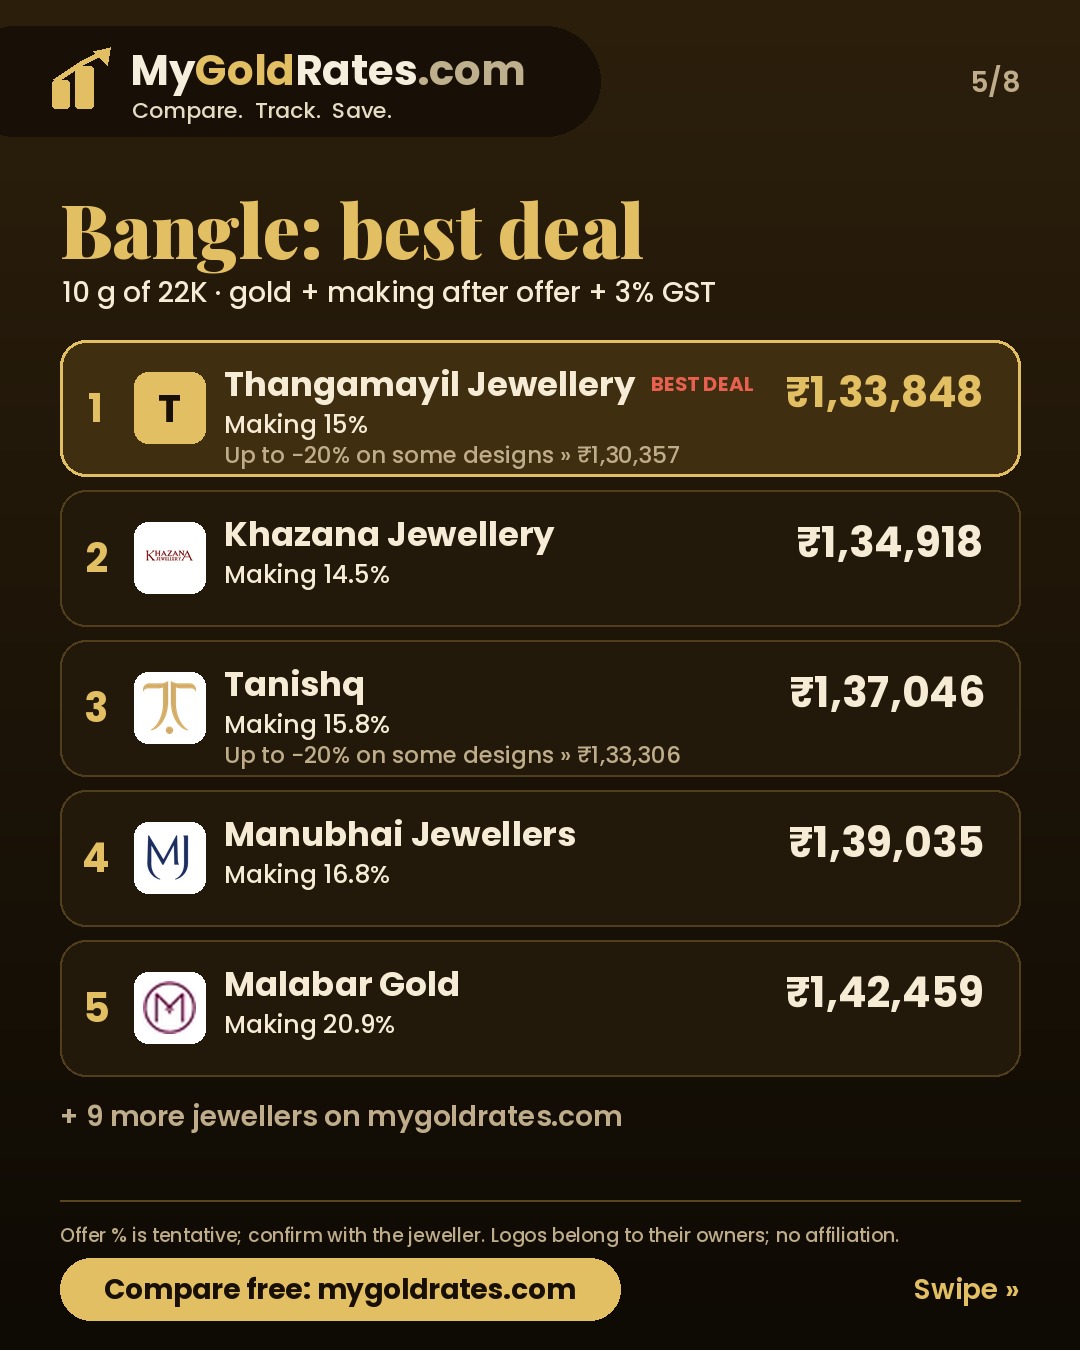 MyGoldRates.com
Compare. Track. Save.
5/8
Bangle: best deal
10 g of 22K · gold + making after offer + 3% GST
1
T
Thangamayil Jewellery BEST DEAL ₹1,33,848
Making 15%
Up to -20% on some designs » ₹1,30,357
2
KHAZANA
JEWELLERY
Khazana Jewellery ₹1,34,918
Making 14.5%
3
Tanishq ₹1,37,046
Making 15.8%
Up to -20% on some designs » ₹1,33,306
4
MJ
Manubhai Jewellers ₹1,39,035
Making 16.8%
5
M
Malabar Gold ₹1,42,459
Making 20.9%
+ 9 more jewellers on mygoldrates.com
Offer % is tentative; confirm with the jeweller. Logos belong to their owners; no affiliation.
Compare free: mygoldrates.com
Swipe »